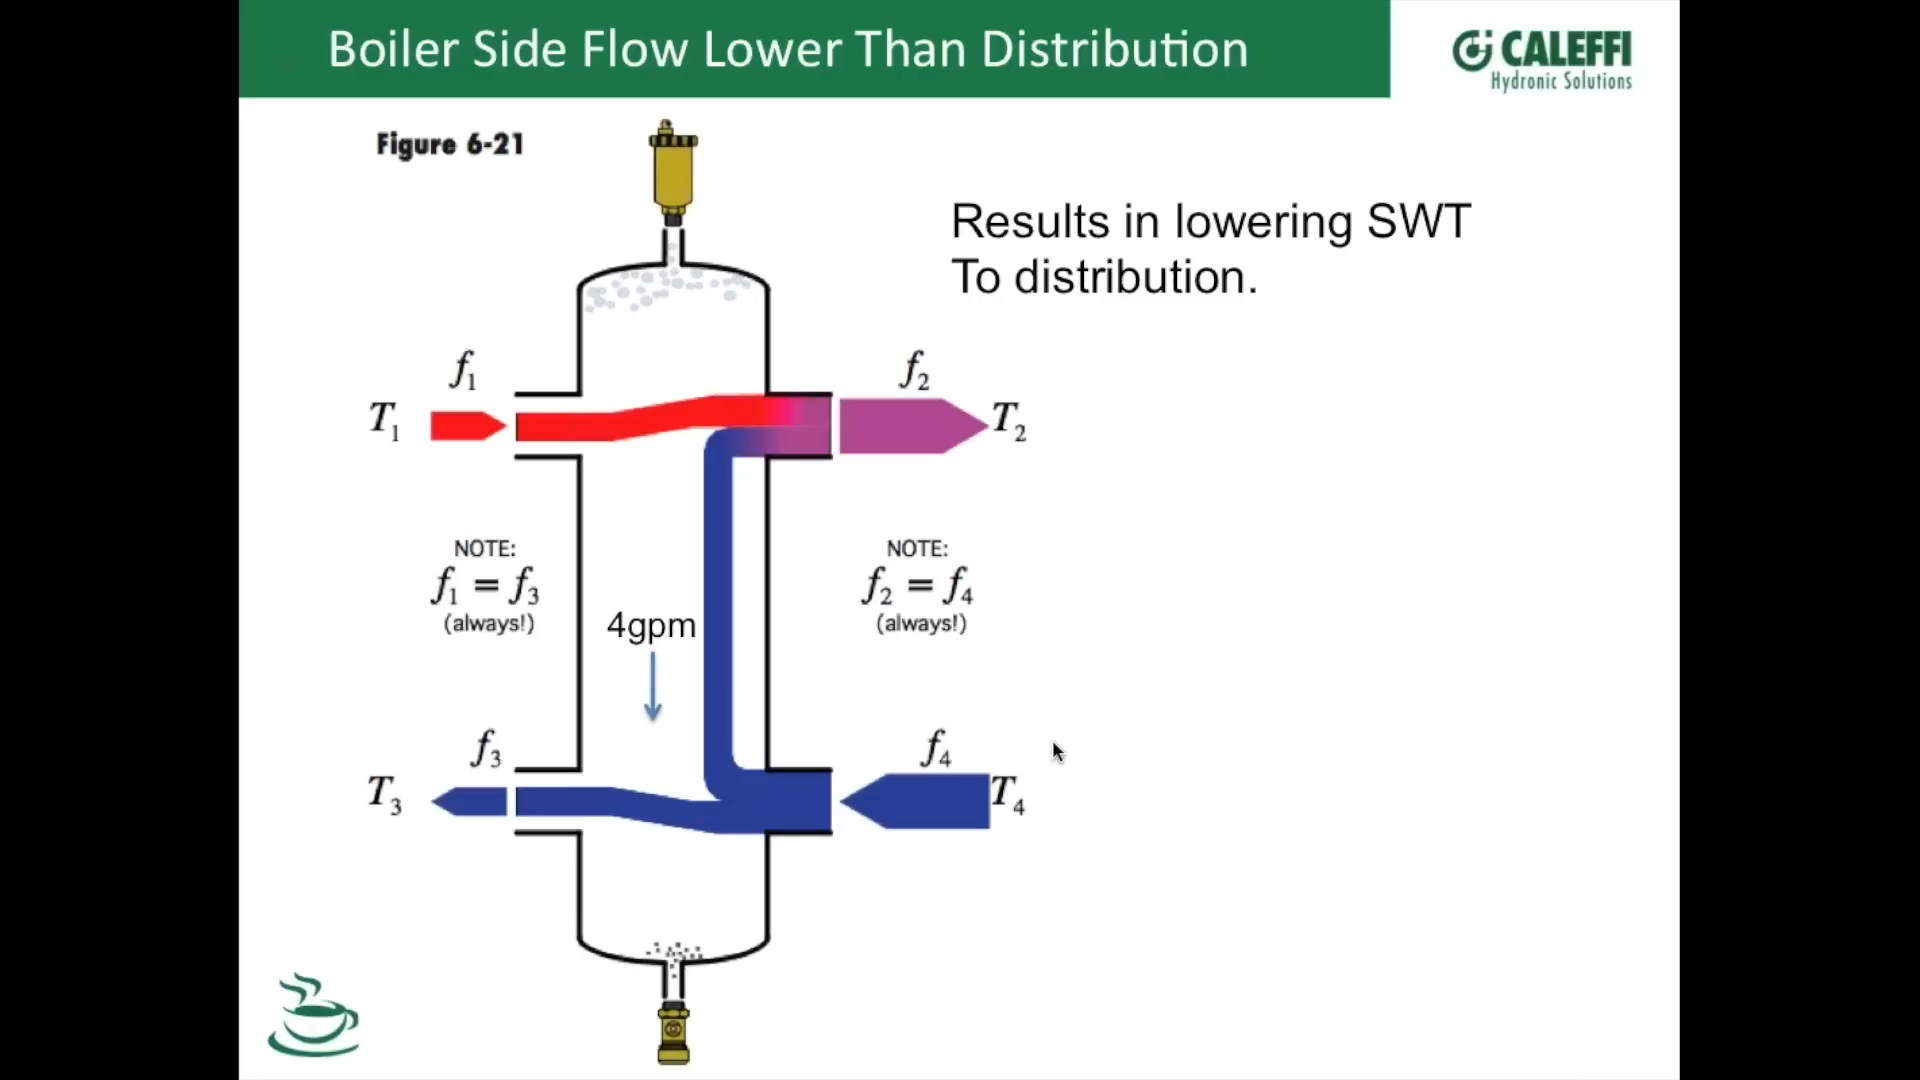 Boiler Side Flow Lower Than Distribution
CALEFFI
Hydronic Solutions
Figure 6-21
Results in lowering SWT
To distribution.
f₁
f₂
T₁
T₂
NOTE:
f₁ = f₃
(always!)
NOTE:
f₂ = f₄
(always!)
4gpm
f₃
f₄
T₃
T₄